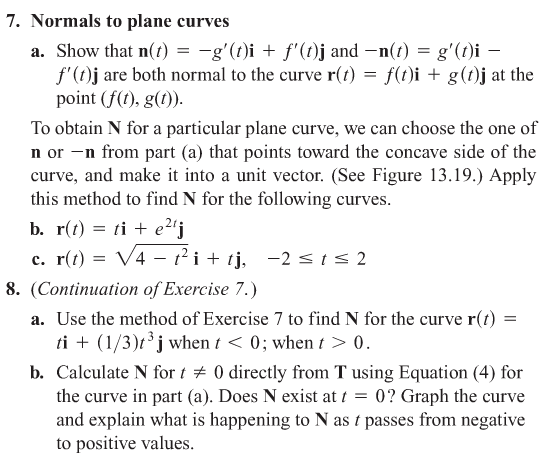 7. Normals to plane curves
a. Show that n(t) = −g′(t)i + f′(t)j and −n(t) = g′(t)i −
f′(t)j are both normal to the curve r(t) = f(t)i + g(t)j at the
point (f(t), g(t)).
To obtain N for a particular plane curve, we can choose the one of
n or −n from part (a) that points toward the concave side of the
curve, and make it into a unit vector. (See Figure 13.19.) Apply
this method to find N for the following curves.
b. r(t) = ti + e²ᵗj
c. r(t) = √(4 − t²) i + tj, −2 ≤ t ≤ 2
8. (Continuation of Exercise 7.)
a. Use the method of Exercise 7 to find N for the curve r(t) =
ti + (1/3)t³j when t < 0; when t > 0.
b. Calculate N for t ≠ 0 directly from T using Equation (4) for
the curve in part (a). Does N exist at t = 0? Graph the curve
and explain what is happening to N as t passes from negative
to positive values.